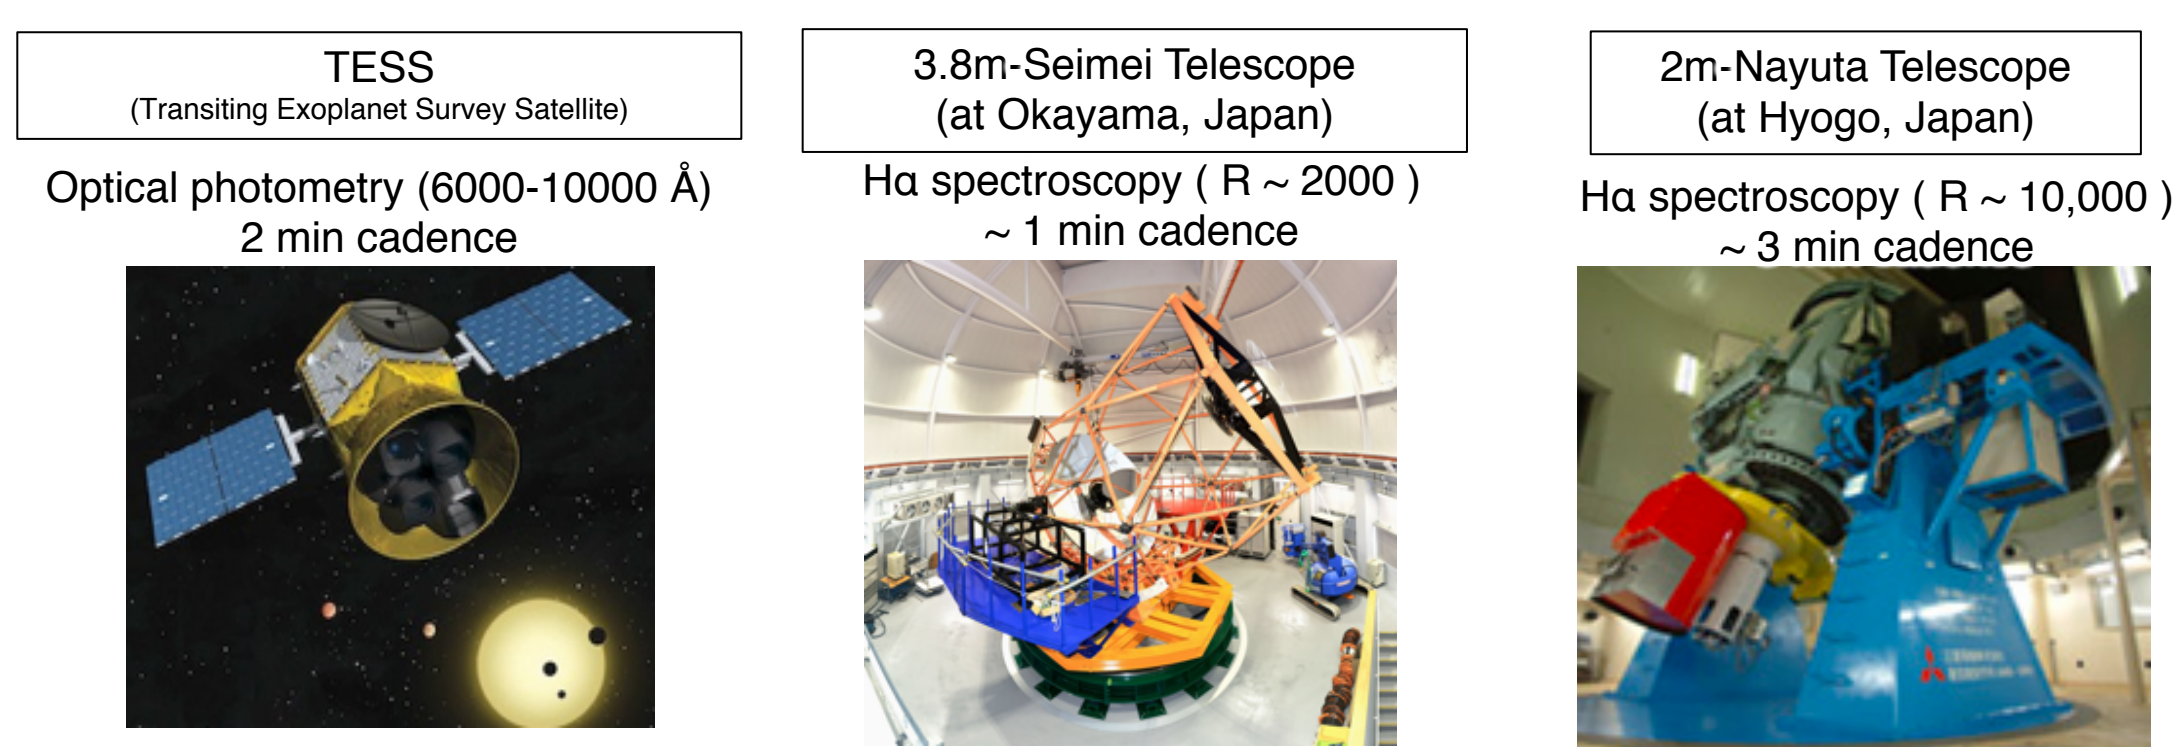 TESS
(Transiting Exoplanet Survey Satellite)
Optical photometry (6000-10000 Å)
2 min cadence
3.8m-Seimei Telescope
(at Okayama, Japan)
Hα spectroscopy ( R ~ 2000 )
~ 1 min cadence
2m-Nayuta Telescope
(at Hyogo, Japan)
Hα spectroscopy ( R ~ 10,000 )
~ 3 min cadence